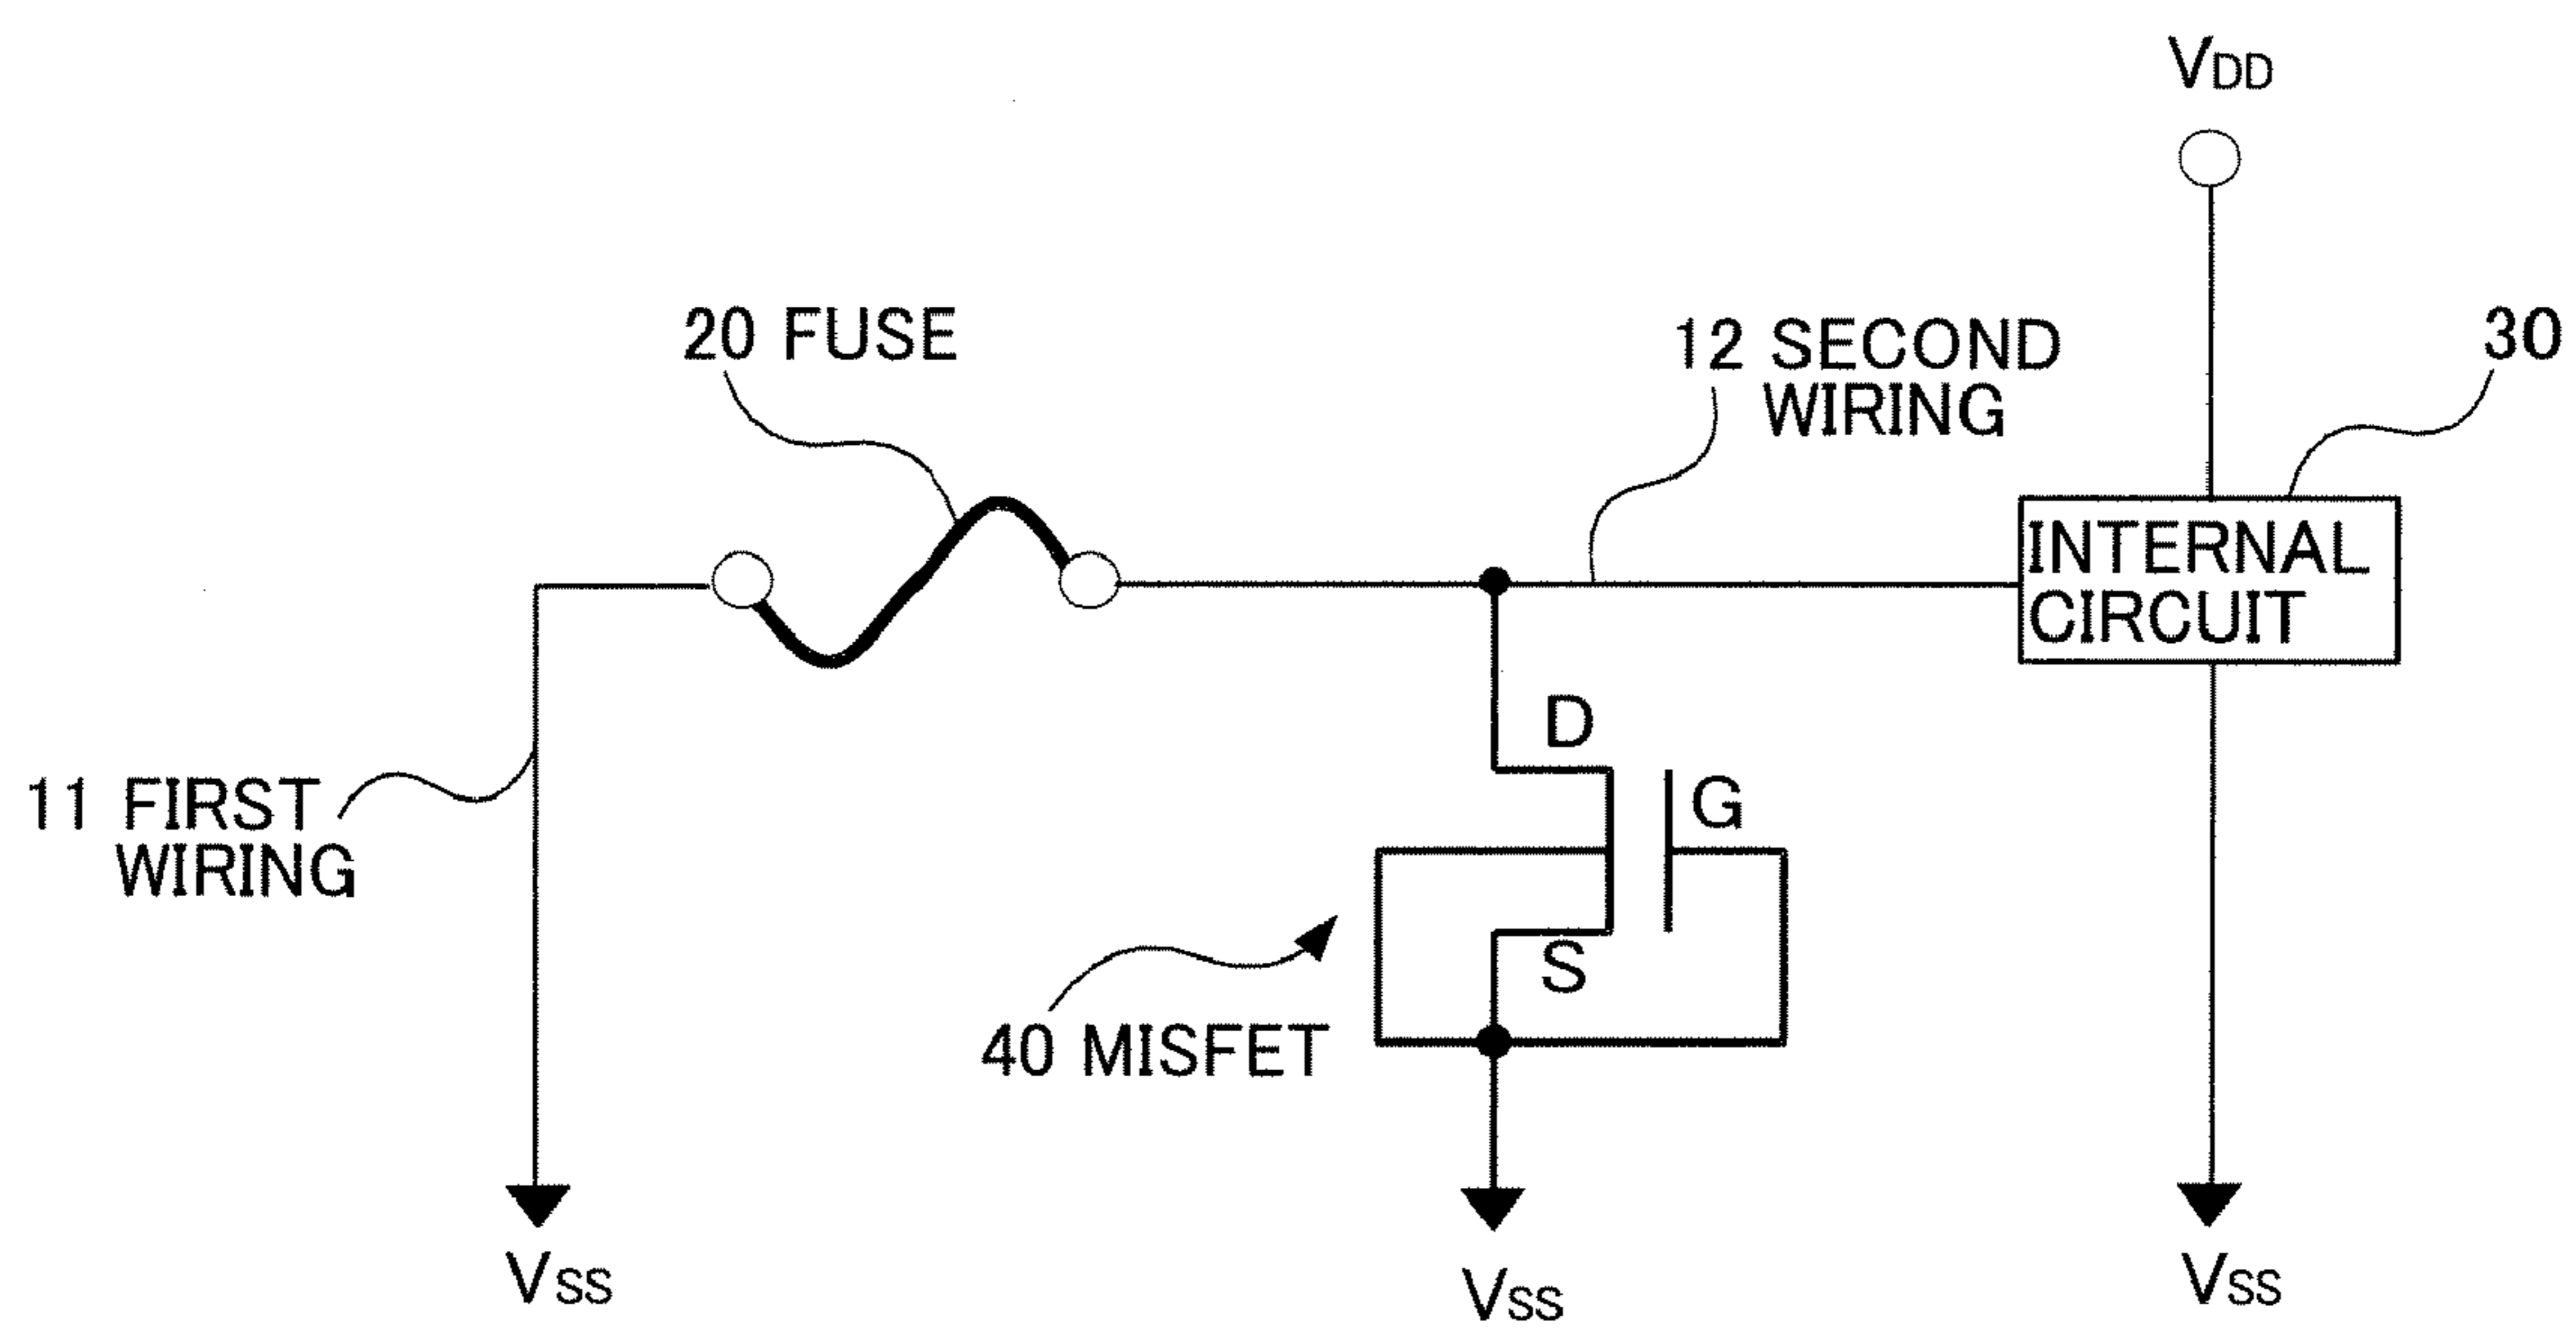 VDD
20 FUSE
12 SECOND
WIRING
30
INTERNAL
CIRCUIT
D
G
11 FIRST
WIRING
S
40 MISFET
VSS
VSS
VSS